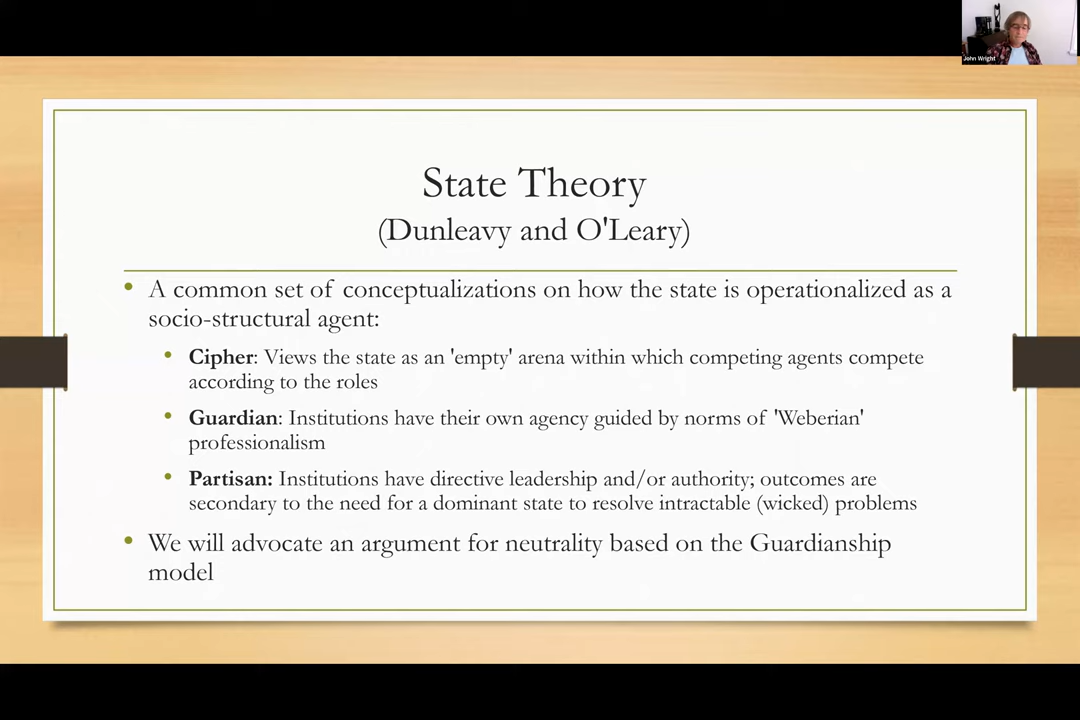 John Wright
State Theory
(Dunleavy and O'Leary)
• A common set of conceptualizations on how the state is operationalized as a
socio-structural agent:
• Cipher: Views the state as an 'empty' arena within which competing agents compete
according to the roles
• Guardian: Institutions have their own agency guided by norms of 'Weberian'
professionalism
• Partisan: Institutions have directive leadership and/or authority; outcomes are
secondary to the need for a dominant state to resolve intractable (wicked) problems
• We will advocate an argument for neutrality based on the Guardianship
model